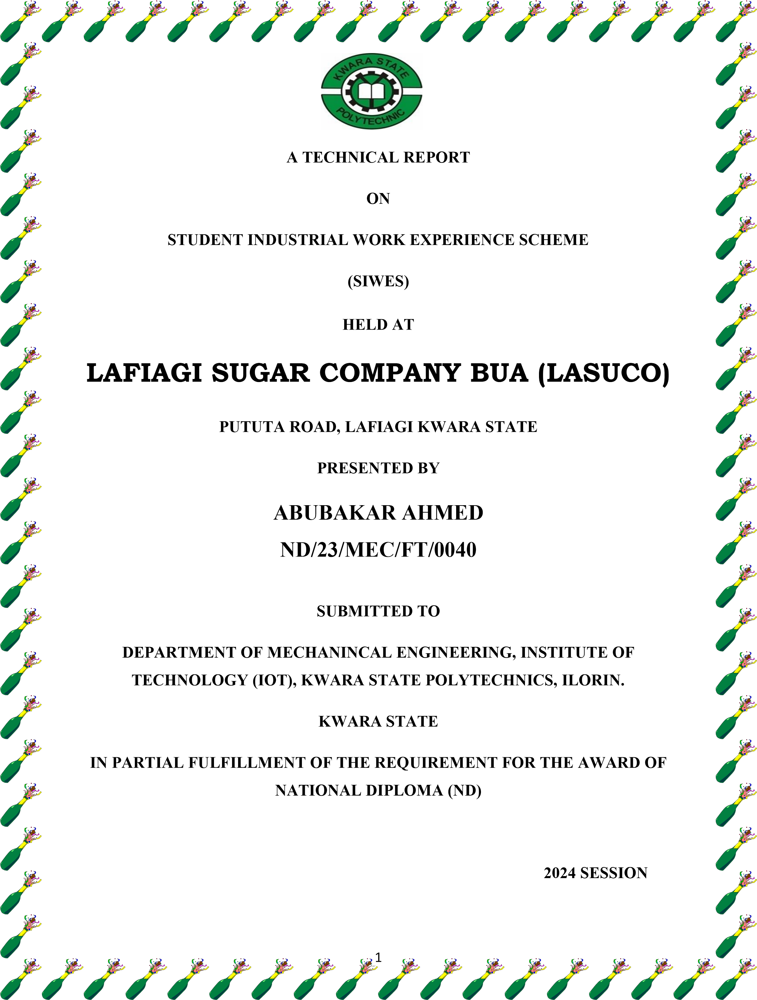 KWARA STATE
POLYTECHNIC
A TECHNICAL REPORT
ON
STUDENT INDUSTRIAL WORK EXPERIENCE SCHEME
(SIWES)
HELD AT
LAFIAGI SUGAR COMPANY BUA (LASUCO)
PUTUTA ROAD, LAFIAGI KWARA STATE
PRESENTED BY
ABUBAKAR AHMED
ND/23/MEC/FT/0040
SUBMITTED TO
DEPARTMENT OF MECHANINCAL ENGINEERING, INSTITUTE OF
TECHNOLOGY (IOT), KWARA STATE POLYTECHNICS, ILORIN.
KWARA STATE
IN PARTIAL FULFILLMENT OF THE REQUIREMENT FOR THE AWARD OF
NATIONAL DIPLOMA (ND)
2024 SESSION
1